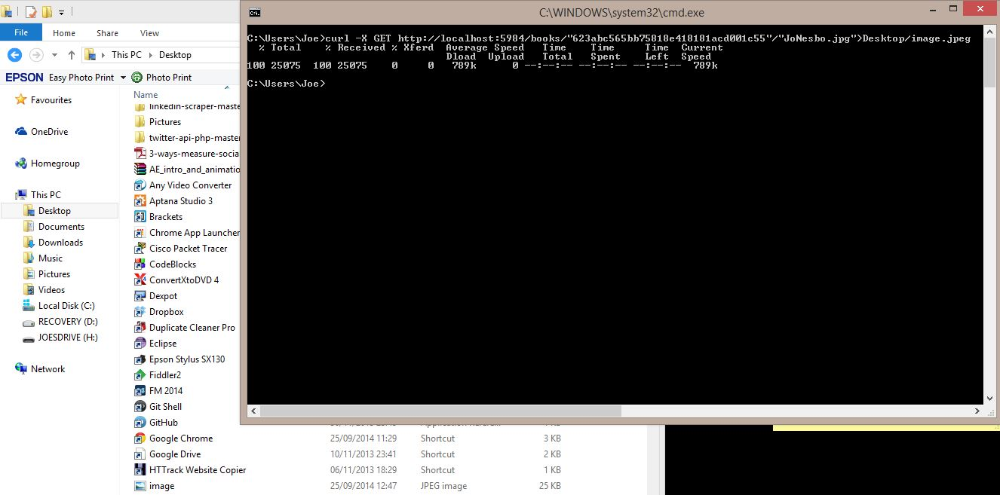 C:\WINDOWS\system32\cmd.exe
File Home Share View
This PC Desktop
EPSON Easy Photo Print Photo Print
Favourites
OneDrive
Homegroup
This PC
Desktop
Documents
Downloads
Music
Pictures
Videos
Local Disk (C:)
RECOVERY (D:)
JOESDRIVE (H:)
Network
Name
linkedin-scraper-maste
Pictures
twitter-api-php-master
3-ways-measure-socia
AE_intro_and_animatio
Any Video Converter
Aptana Studio 3
Brackets
Chrome App Launcher
Cisco Packet Tracer
CodeBlocks
ConvertXtoDVD 4
Dexpot
Dropbox
Duplicate Cleaner Pro
Eclipse
Epson Stylus SX130
Fiddler2
FM 2014
Git Shell
GitHub
Google Chrome 25/09/2014 11:29 Shortcut 3 KB
Google Drive 10/11/2013 23:41 Shortcut 2 KB
HTTrack Website Copier 06/11/2013 18:29 Shortcut 1 KB
image 25/09/2014 12:47 JPEG image 25 KB
C:\Users\Joe>curl -X GET http://localhost:5984/books/"623abc565bb75818e418181acd001c55"/"JoNesbo.jpg">Desktop/image.jpeg
% Total % Received % Xferd Average Speed Time Time Time Current
Dload Upload Total Spent Left Speed
100 25075 100 25075 0 0 789k 0 --:--:-- --:--:-- --:--:-- 789k
C:\Users\Joe>